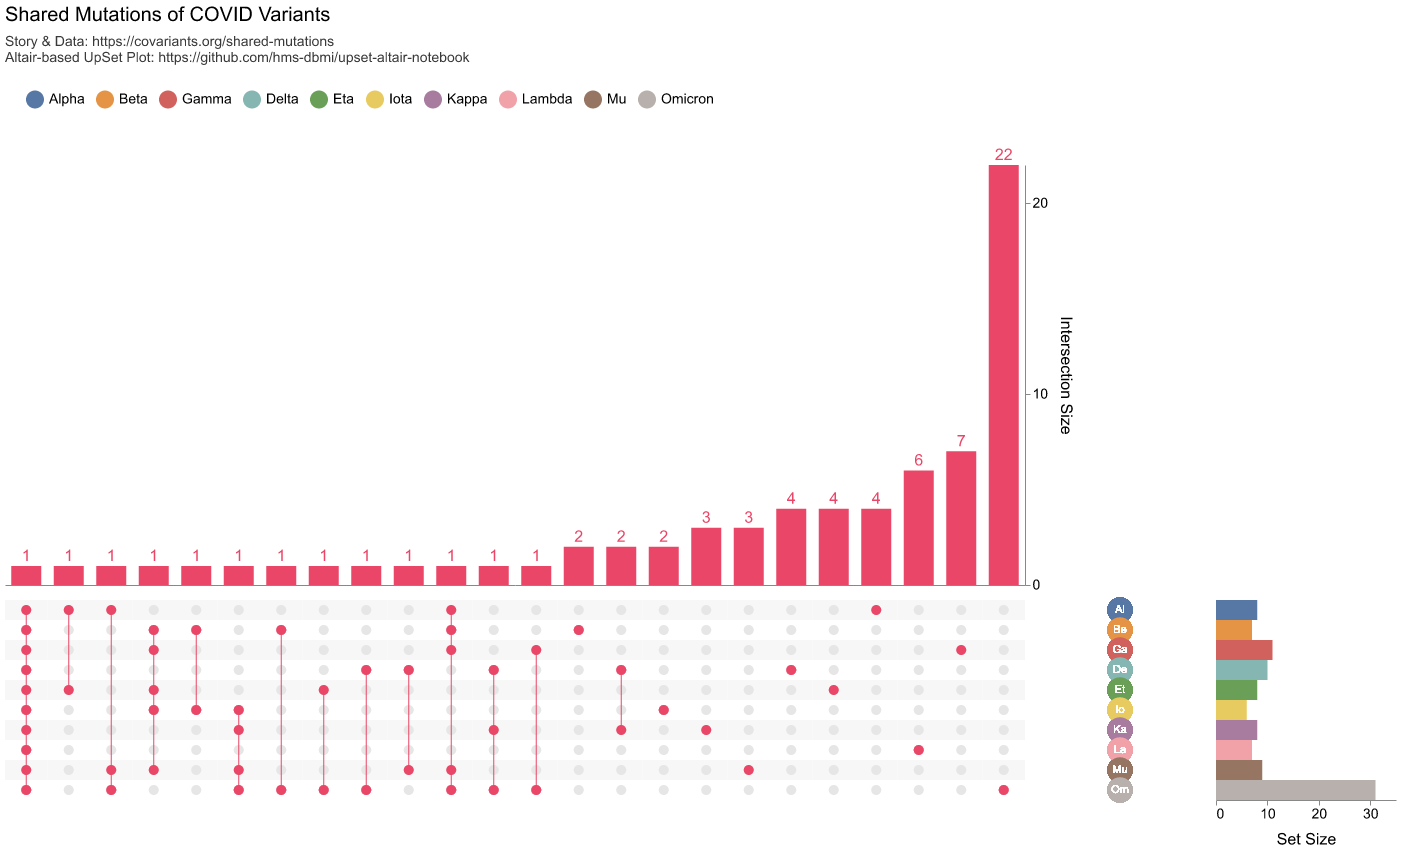 Shared Mutations of COVID Variants
Story & Data: https://covariants.org/shared-mutations
Altair-based UpSet Plot: https://github.com/hms-dbmi/upset-altair-notebook
Alpha Beta Gamma Delta Eta Iota Kappa Lambda Mu Omicron
22
20
10
7
6
4 4 4
3 3
2 2 2
1 1 1 1 1 1 1 1 1 1 1 1 1
0
Intersection Size
Al
Be
Ga
De
Et
Io
Ka
La
Mu
Om
0 10 20 30
Set Size